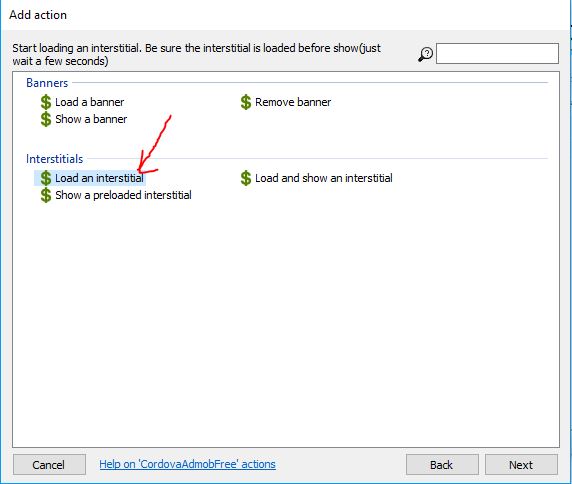 Add action
Start loading an interstitial. Be sure the interstitial is loaded before show(just
wait a few seconds)
Banners
Load a banner
Remove banner
Show a banner
Interstitials
Load an interstitial
Load and show an interstitial
Show a preloaded interstitial
Cancel
Help on 'CordovaAdmobFree' actions
Back
Next